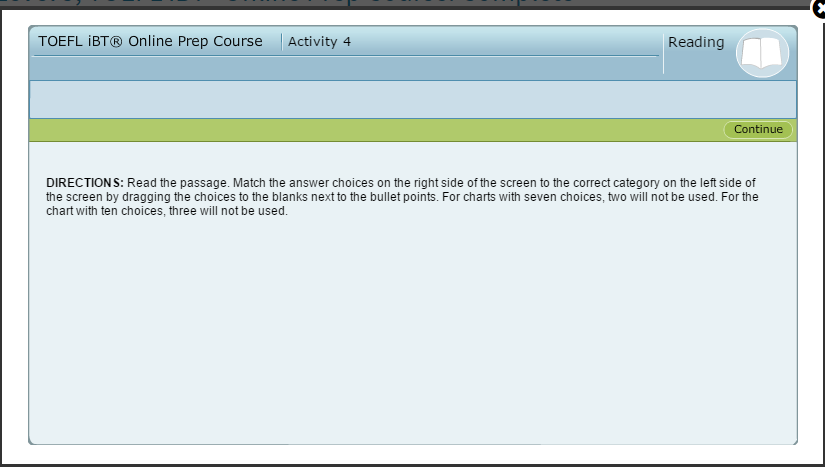 TOEFL iBT® Online Prep Course Activity 4 Reading
Continue
DIRECTIONS: Read the passage. Match the answer choices on the right side of the screen to the correct category on the left side of
the screen by dragging the choices to the blanks next to the bullet points. For charts with seven choices, two will not be used. For the
chart with ten choices, three will not be used.